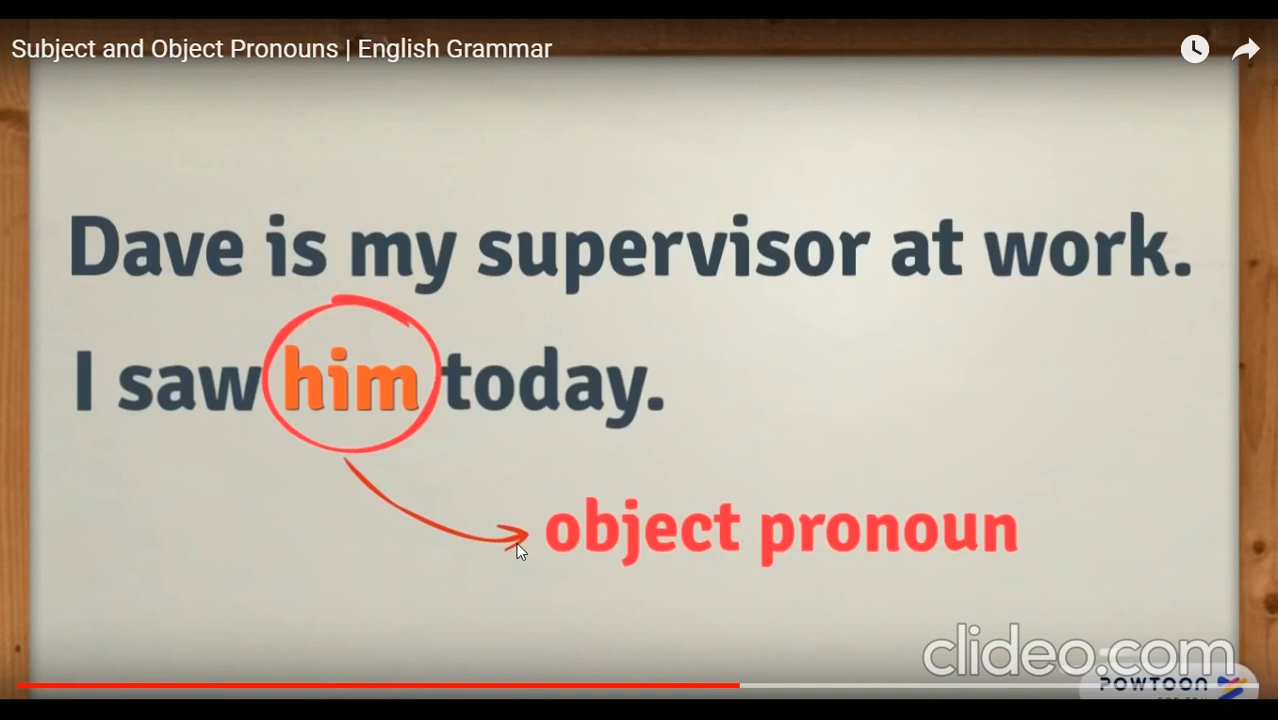 Subject and Object Pronouns | English Grammar
Dave is my supervisor at work.
I saw him today.
object pronoun
clideo.com
POWTOON